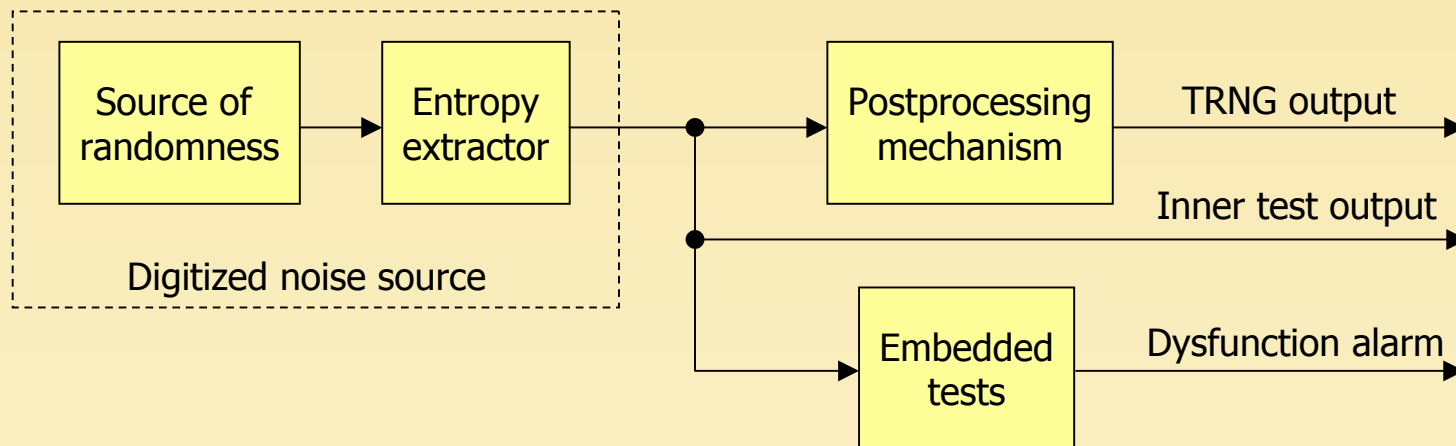 Source of
randomness
Entropy
extractor
Digitized noise source
Postprocessing
mechanism
TRNG output
Inner test output
Embedded
tests
Dysfunction alarm